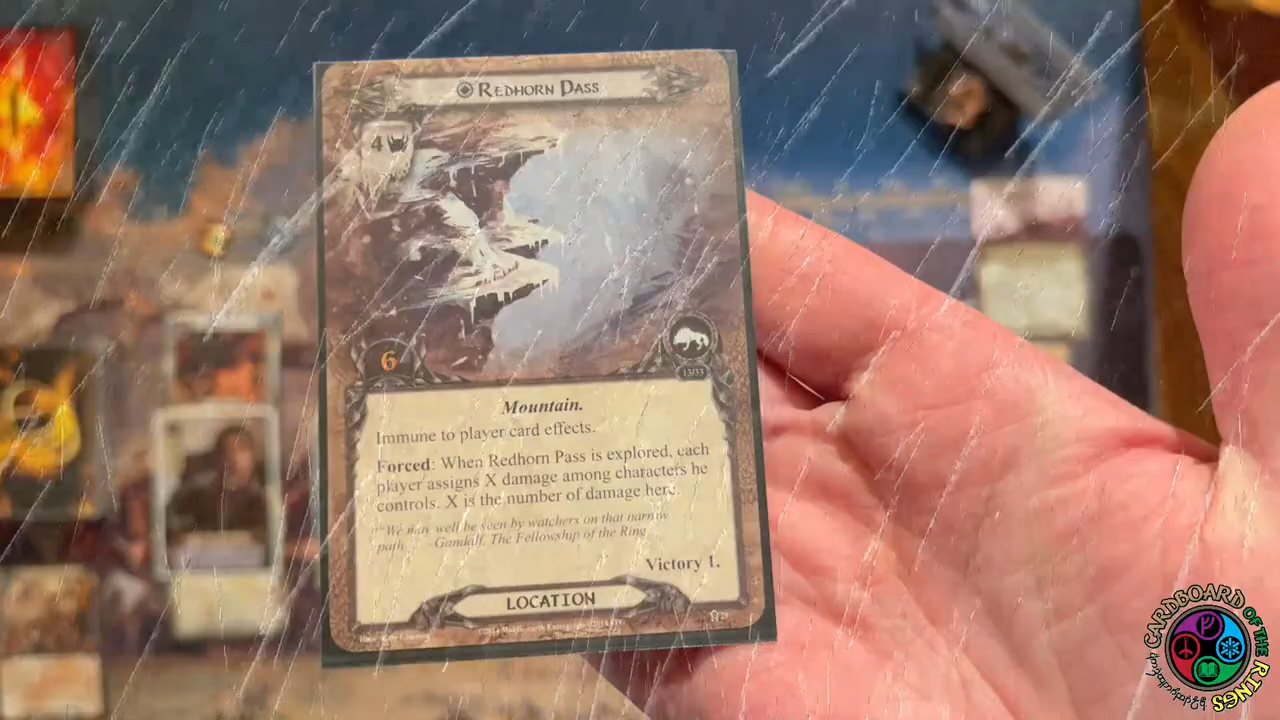 REDHORN PASS
4
6
13/33
Mountain.
Immune to player card effects.
Forced: When Redhorn Pass is explored, each
player assigns X damage among characters he
controls. X is the number of damage here.
"We may well be seen by watchers on that narrow
path." –Gandalf, The Fellowship of the Ring
Victory 1.
LOCATION
CARDBOARD OF THE RINGS